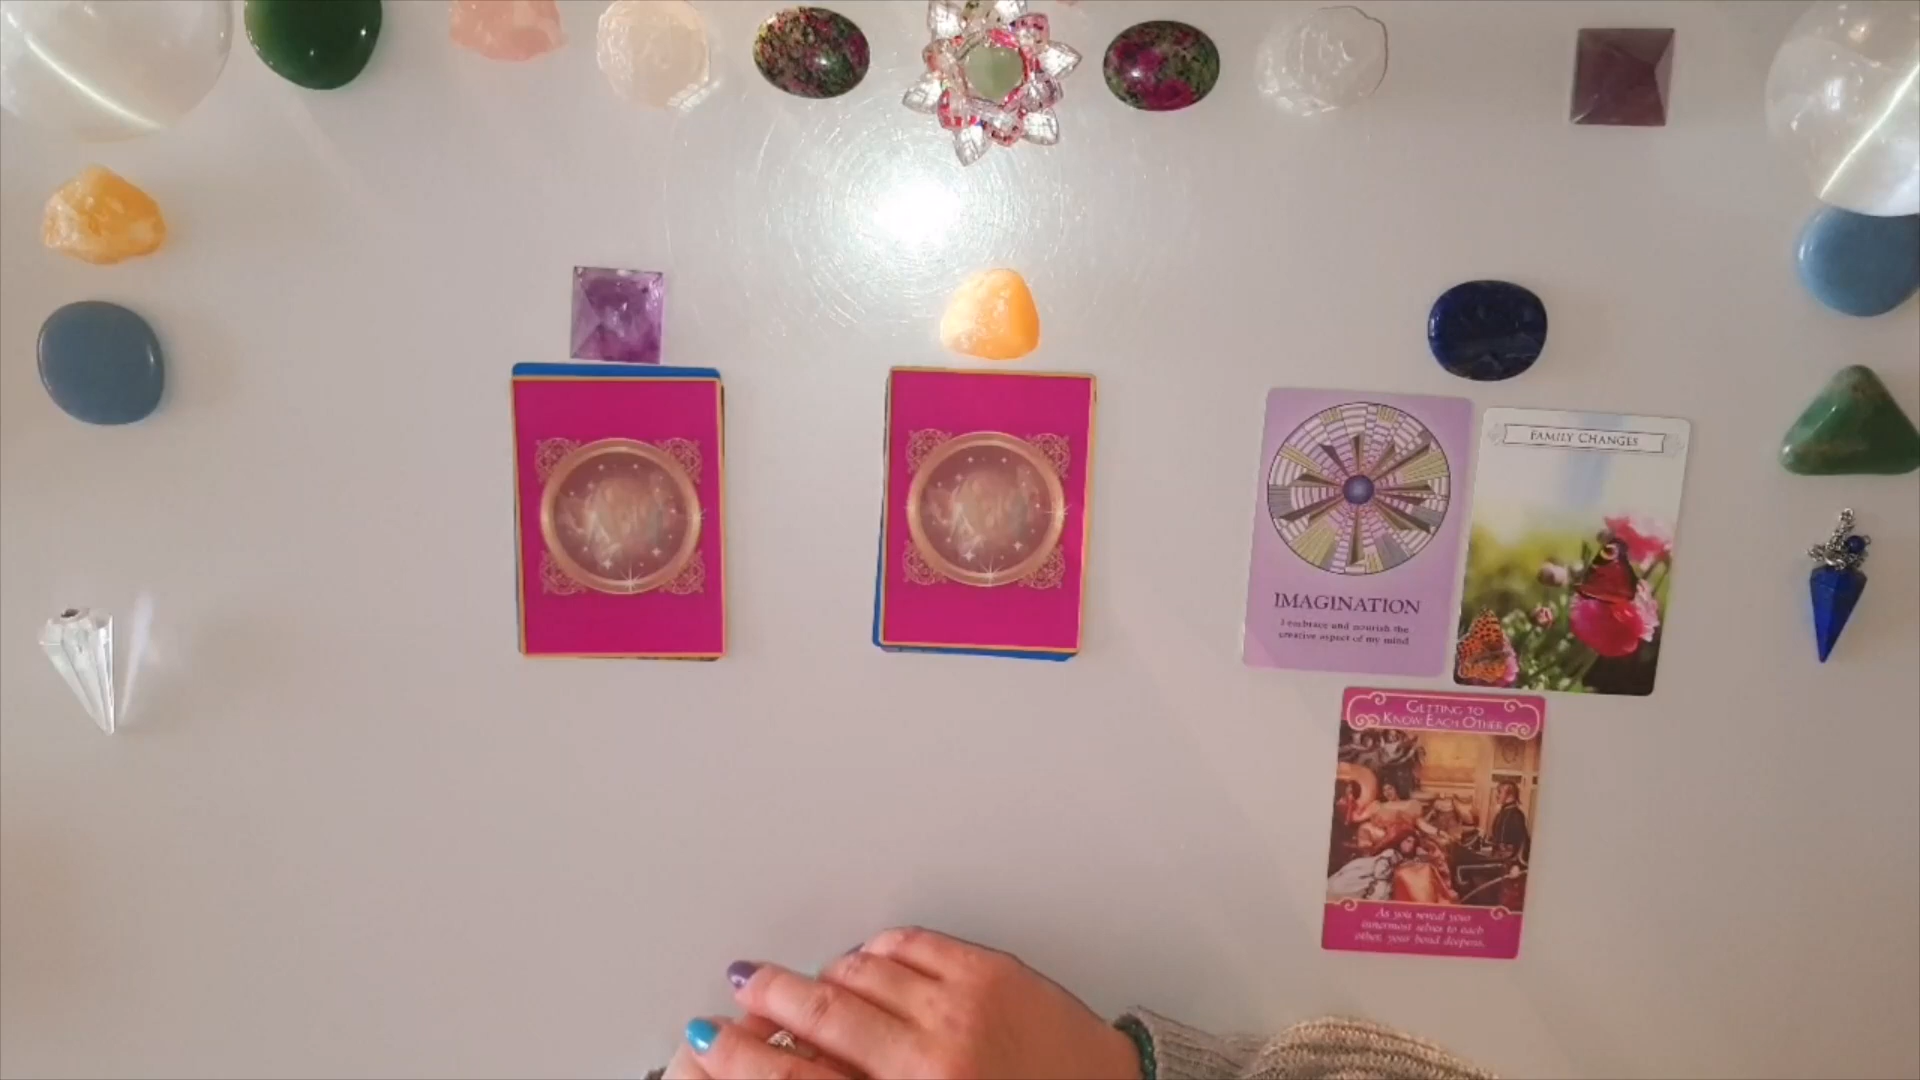 IMAGINATION
I embrace and nourish the
creative aspect of my mind
FAMILY CHANGES
GETTING TO
KNOW EACH OTHER
As you reveal your
innermost selves to each
other, your bond deepens.